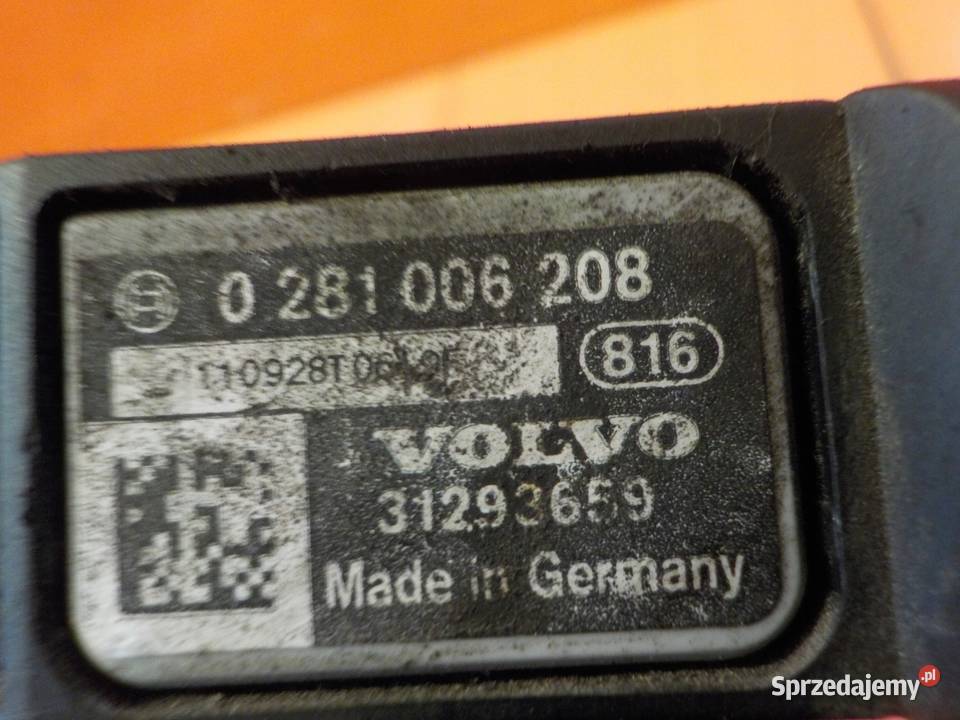 0 281 006 208
816
VOLVO
31293659
Made in Germany
Sprzedajemy.pl